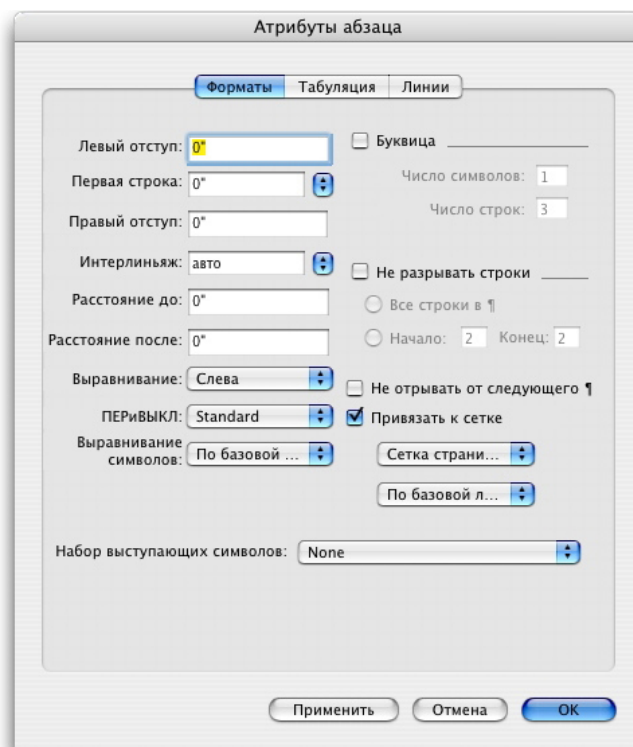 Атрибуты абзаца
Форматы Табуляция Линии
Левый отступ: 0"
Первая строка: 0"
Правый отступ: 0"
Интерлиньяж: авто
Расстояние до: 0"
Расстояние после: 0"
Выравнивание: Слева
ПЕРиВЫКЛ: Standard
Выравнивание символов: По базовой ...
Буквица
Число символов: 1
Число строк: 3
Не разрывать строки
Все строки в ¶
Начало: 2 Конец: 2
Не отрывать от следующего ¶
Привязать к сетке
Сетка страни...
По базовой л...
Набор выступающих символов: None
Применить Отмена OK